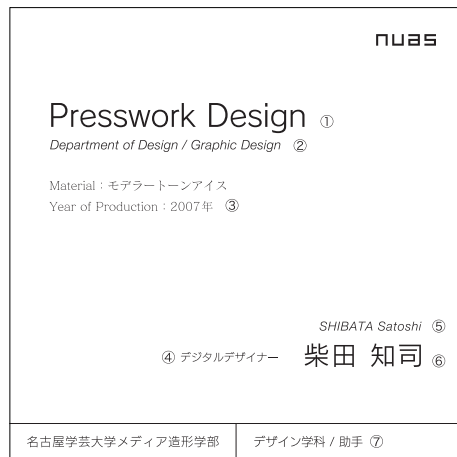 nuas
Presswork Design ①
Department of Design / Graphic Design ②
Material：モデラートーンアイス
Year of Production：2007年 ③
SHIBATA Satoshi ⑤
④ デジタルデザイナー 柴田 知司 ⑥
名古屋学芸大学メディア造形学部 デザイン学科 / 助手 ⑦